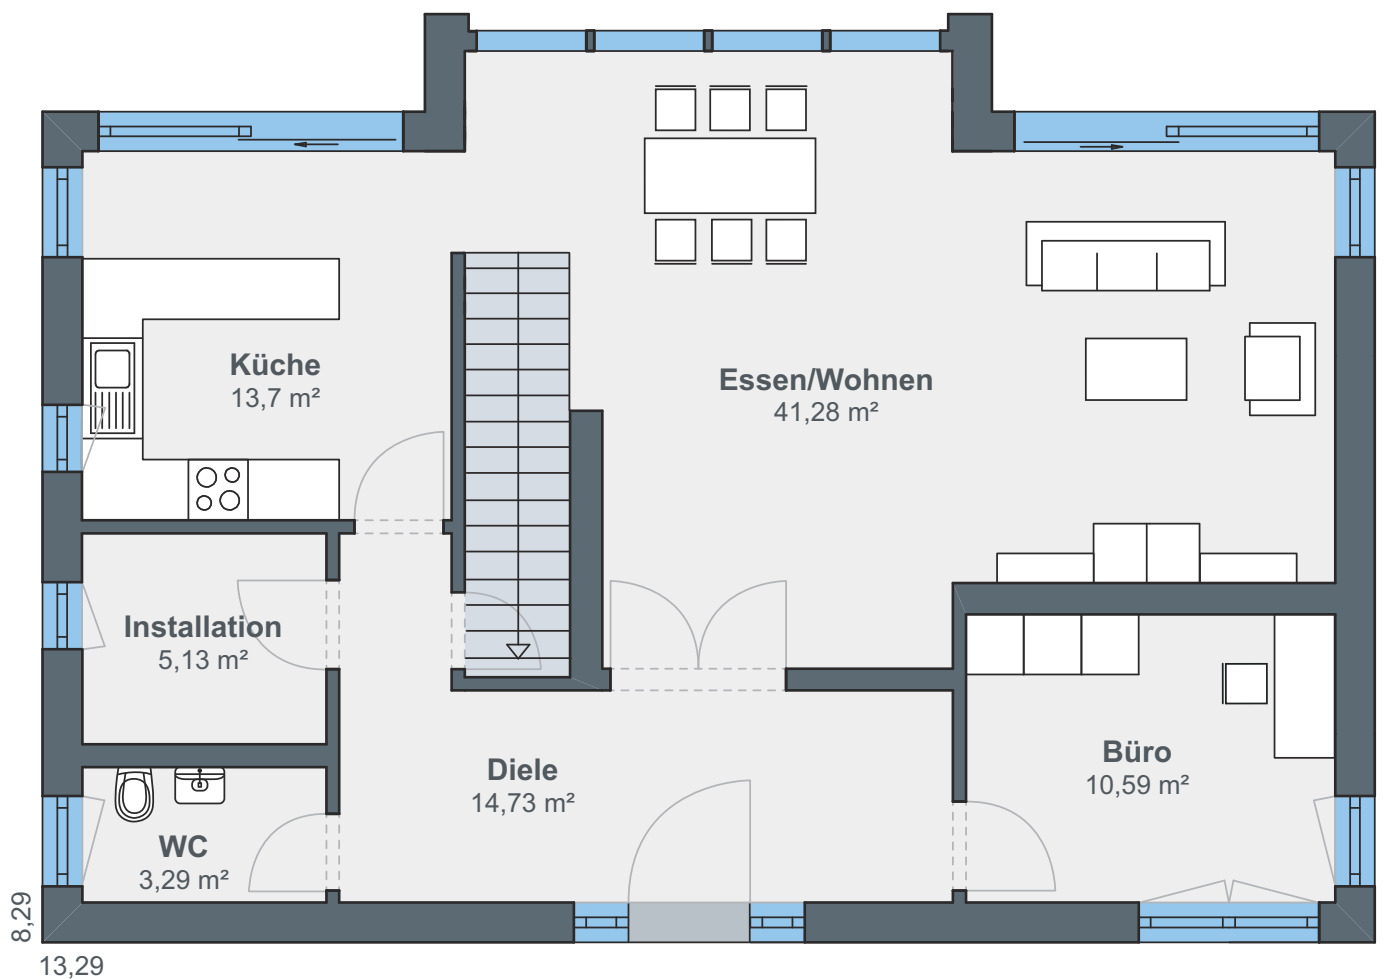 Küche
13,7 m²
Essen/Wohnen
41,28 m²
Installation
5,13 m²
Diele
14,73 m²
Büro
10,59 m²
WC
3,29 m²
8,29
13,29